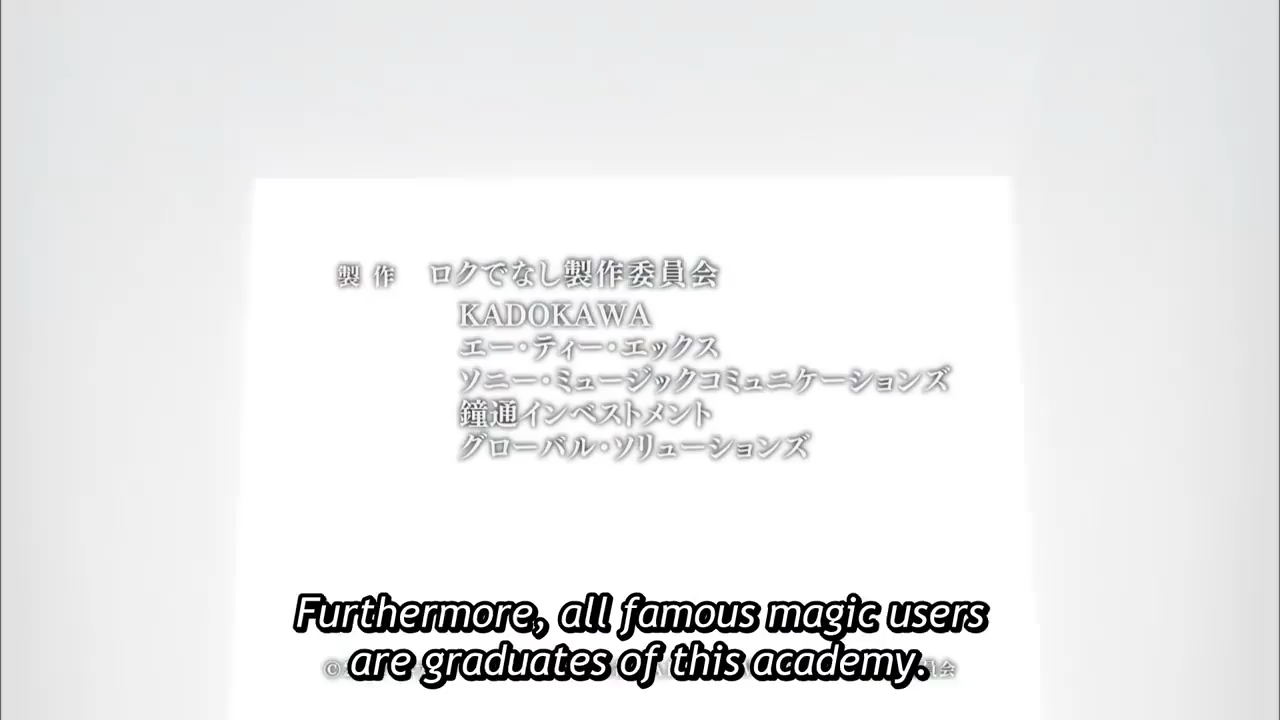 製作 ロクでなし製作委員会
KADOKAWA
エー・ティー・エックス
ソニー・ミュージックコミュニケーションズ
鐘通インベストメント
グローバル・ソリューションズ
Furthermore, all famous magic users
are graduates of this academy.